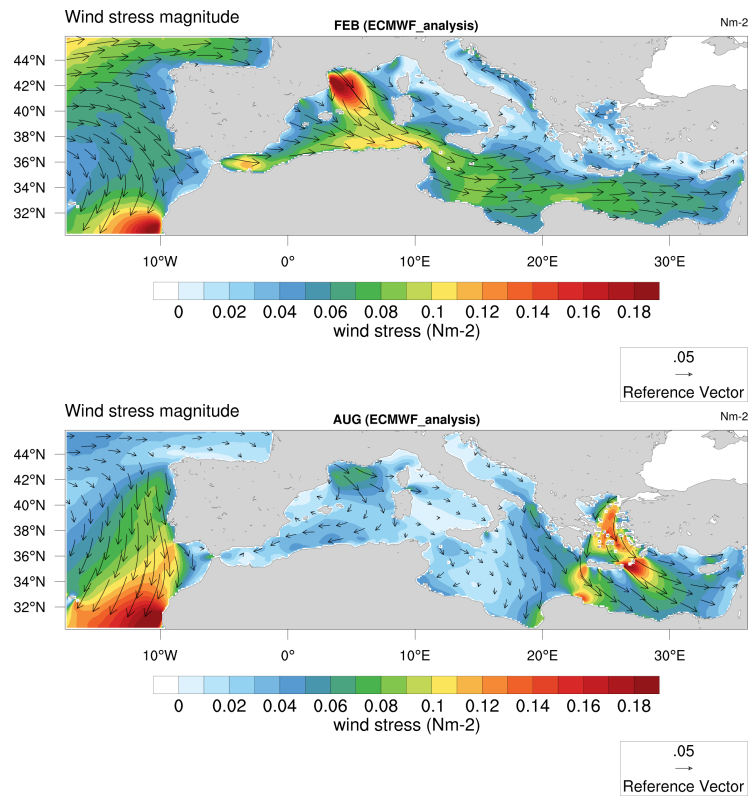 Wind stress magnitude
FEB (ECMWF_analysis)
Nm-2
44°N
42°N
40°N
38°N
36°N
34°N
32°N
10°W 0° 10°E 20°E 30°E
0 0.02 0.04 0.06 0.08 0.1 0.12 0.14 0.16 0.18
wind stress (Nm-2)
.05
Reference Vector
Wind stress magnitude
AUG (ECMWF_analysis)
Nm-2
44°N
42°N
40°N
38°N
36°N
34°N
32°N
10°W 0° 10°E 20°E 30°E
0 0.02 0.04 0.06 0.08 0.1 0.12 0.14 0.16 0.18
wind stress (Nm-2)
.05
Reference Vector